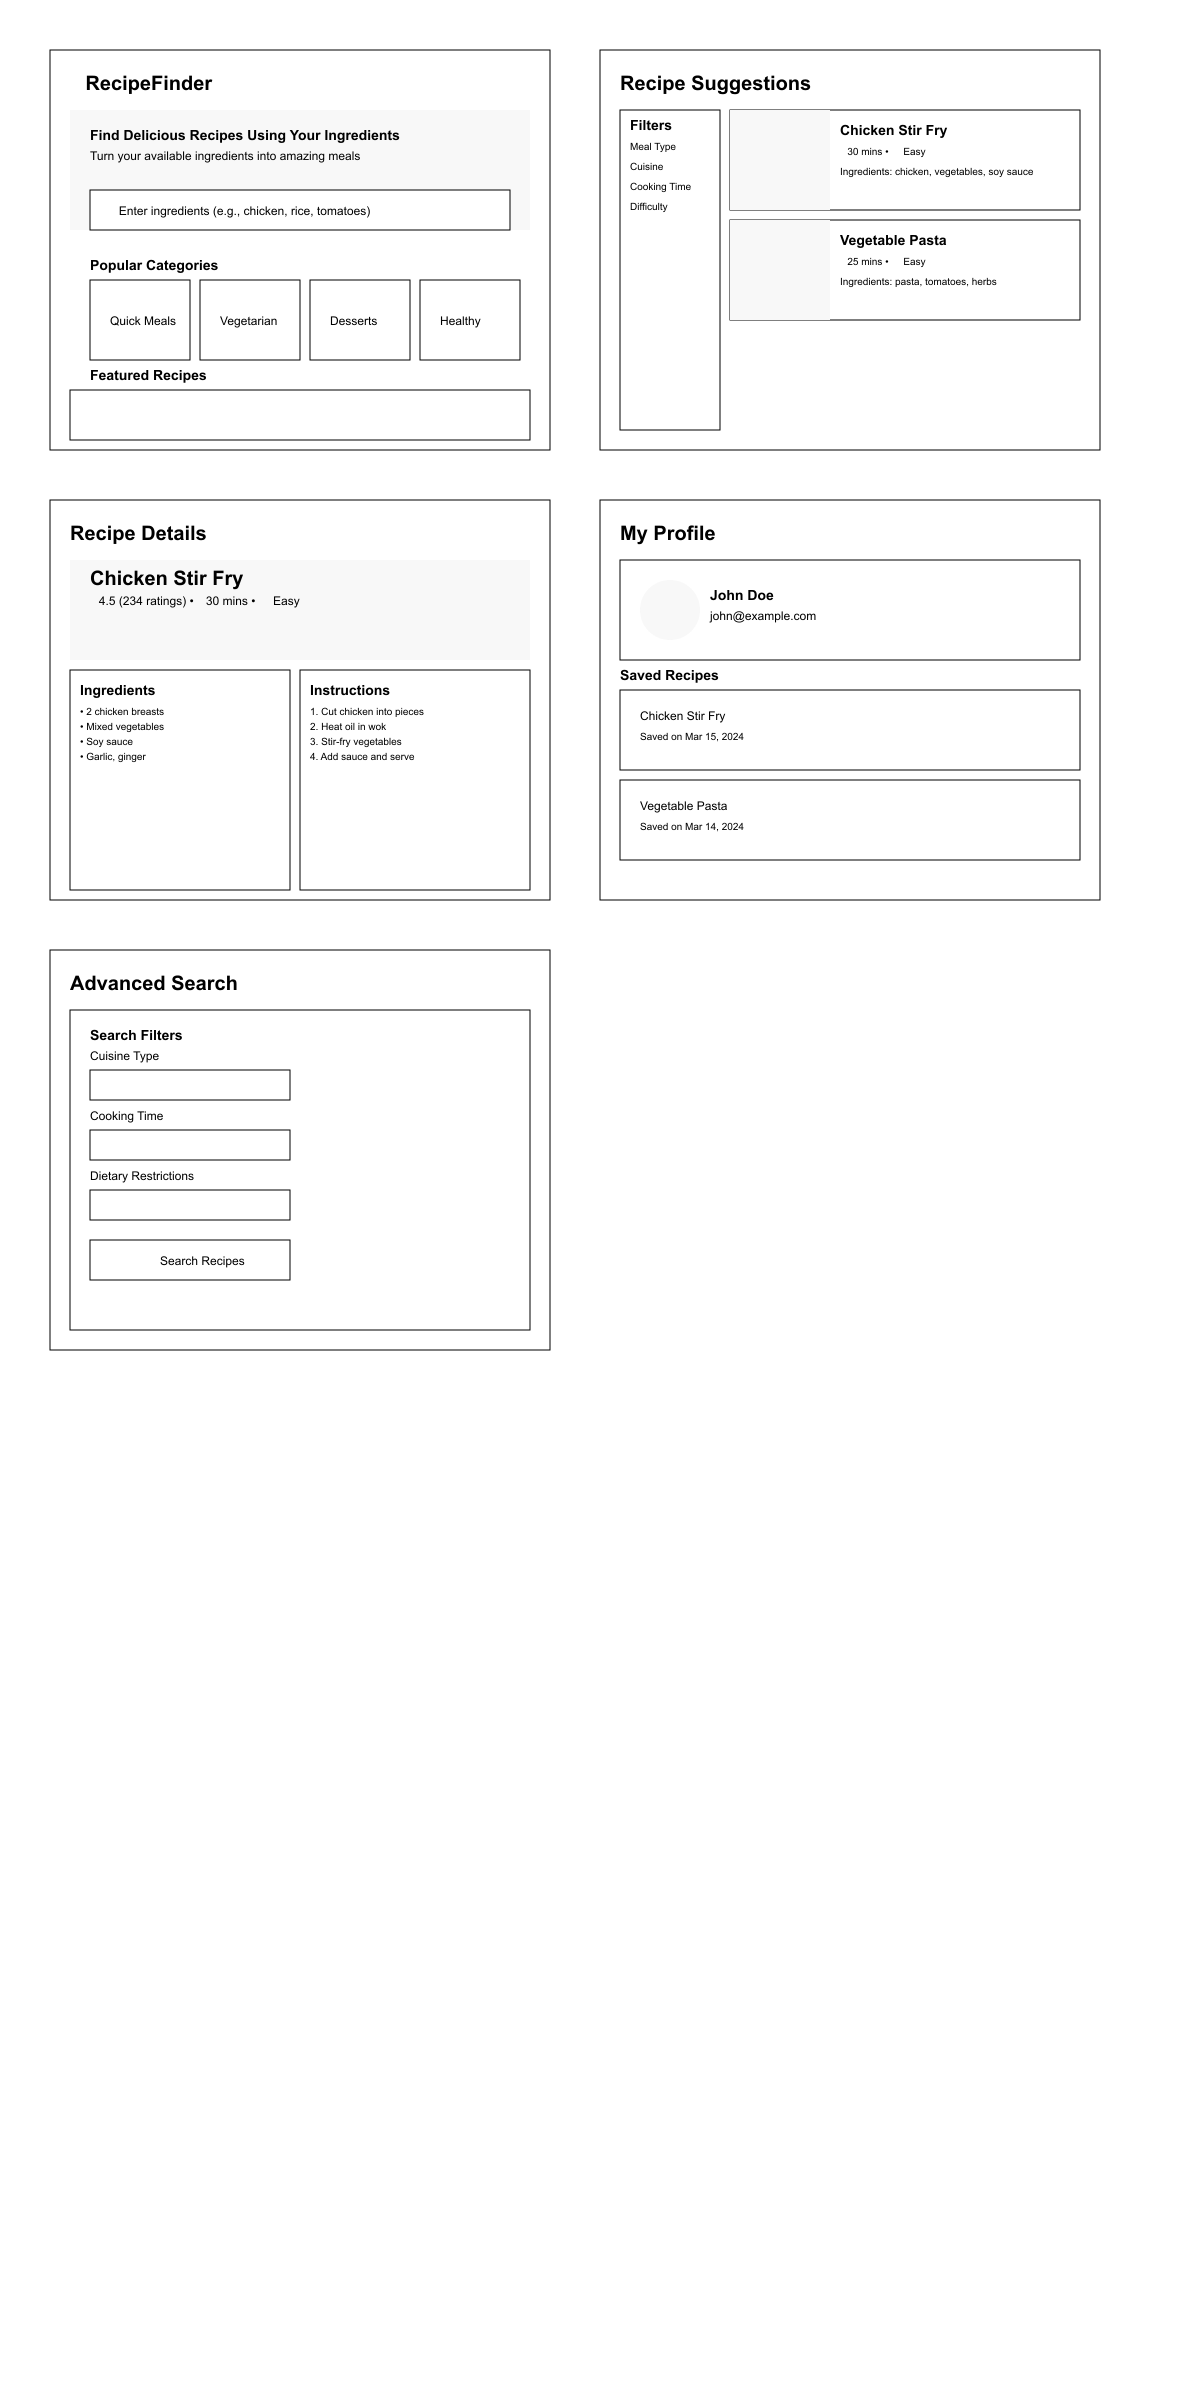 RecipeFinder
Find Delicious Recipes Using Your Ingredients
Turn your available ingredients into amazing meals
Enter ingredients (e.g., chicken, rice, tomatoes)
Popular Categories
Quick Meals
Vegetarian
Desserts
Healthy
Featured Recipes
Recipe Suggestions
Filters
Meal Type
Cuisine
Cooking Time
Difficulty
Chicken Stir Fry
30 mins • Easy
Ingredients: chicken, vegetables, soy sauce
Vegetable Pasta
25 mins • Easy
Ingredients: pasta, tomatoes, herbs
Recipe Details
Chicken Stir Fry
4.5 (234 ratings) • 30 mins • Easy
Ingredients
• 2 chicken breasts
• Mixed vegetables
• Soy sauce
• Garlic, ginger
Instructions
1. Cut chicken into pieces
2. Heat oil in wok
3. Stir-fry vegetables
4. Add sauce and serve
My Profile
John Doe
john@example.com
Saved Recipes
Chicken Stir Fry
Saved on Mar 15, 2024
Vegetable Pasta
Saved on Mar 14, 2024
Advanced Search
Search Filters
Cuisine Type
Cooking Time
Dietary Restrictions
Search Recipes